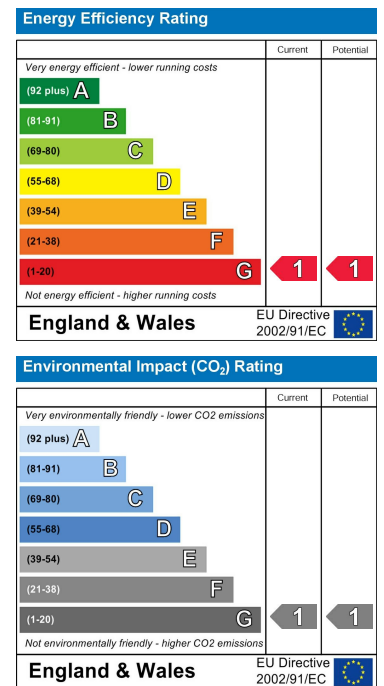 Energy Efficiency Rating
Current Potential
Very energy efficient - lower running costs
(92 plus) A
(81-91) B
(69-80) C
(55-68) D
(39-54) E
(21-38) F
(1-20) G 1 1
Not energy efficient - higher running costs
England & Wales
EU Directive
2002/91/EC
Environmental Impact (CO₂) Rating
Current Potential
Very environmentally friendly - lower CO2 emissions
(92 plus) A
(81-91) B
(69-80) C
(55-68) D
(39-54) E
(21-38) F
(1-20) G 1 1
Not environmentally friendly - higher CO2 emissions
England & Wales
EU Directive
2002/91/EC